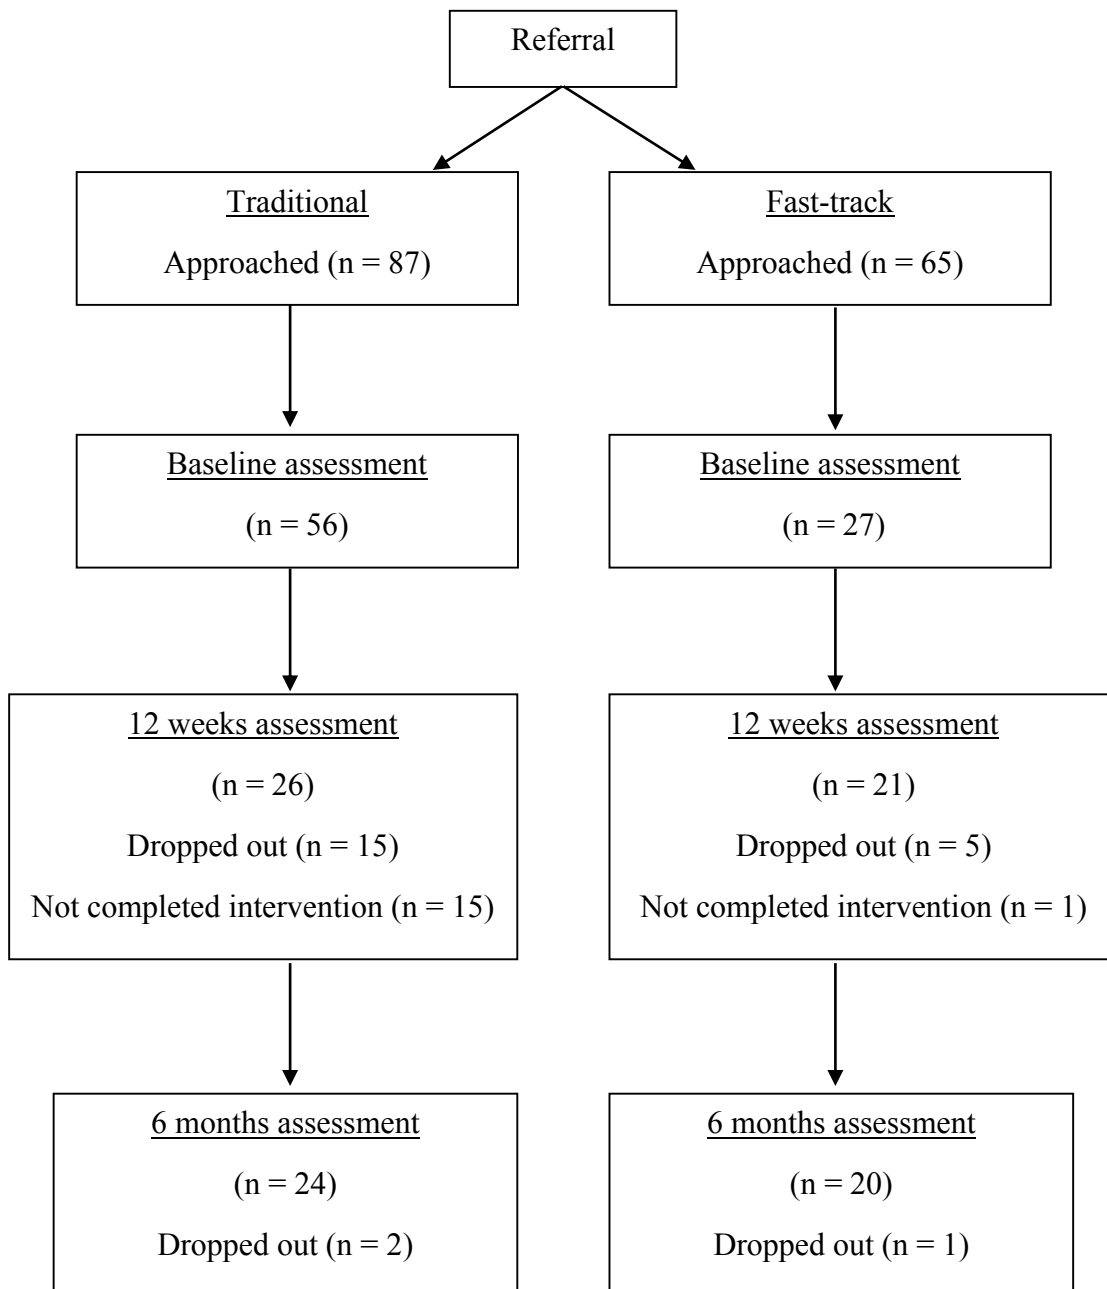 Referral
Traditional
Approached (n = 87)
Fast-track
Approached (n = 65)
Baseline assessment
(n = 56)
Baseline assessment
(n = 27)
12 weeks assessment
(n = 26)
Dropped out (n = 15)
Not completed intervention (n = 15)
12 weeks assessment
(n = 21)
Dropped out (n = 5)
Not completed intervention (n = 1)
6 months assessment
(n = 24)
Dropped out (n = 2)
6 months assessment
(n = 20)
Dropped out (n = 1)